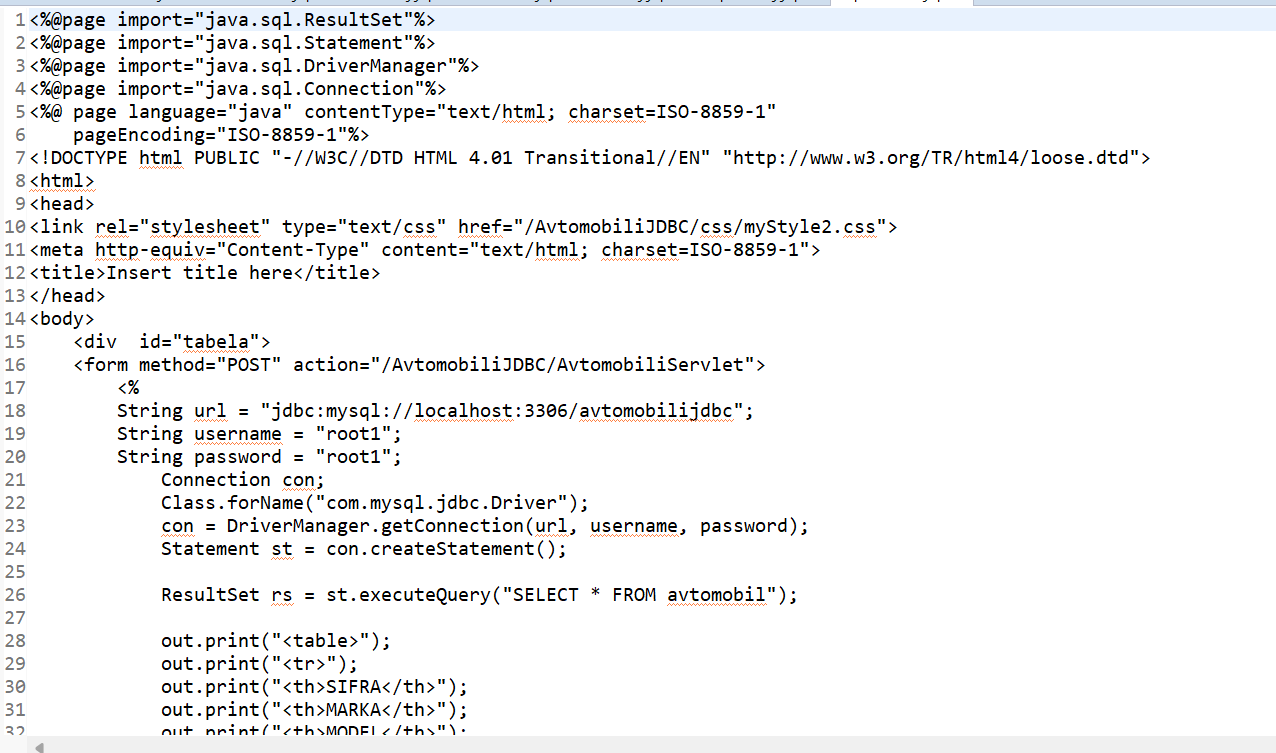 1 <%@page import="java.sql.ResultSet"%>
2 <%@page import="java.sql.Statement"%>
3 <%@page import="java.sql.DriverManager"%>
4 <%@page import="java.sql.Connection"%>
5 <%@ page language="java" contentType="text/html; charset=ISO-8859-1"
6     pageEncoding="ISO-8859-1"%>
7 <!DOCTYPE html PUBLIC "-//W3C//DTD HTML 4.01 Transitional//EN" "http://www.w3.org/TR/html4/loose.dtd">
8 <html>
9 <head>
10 <link rel="stylesheet" type="text/css" href="/AvtomobiliJDBC/css/myStyle2.css">
11 <meta http-equiv="Content-Type" content="text/html; charset=ISO-8859-1">
12 <title>Insert title here</title>
13 </head>
14 <body>
15     <div  id="tabela">
16     <form method="POST" action="/AvtomobiliJDBC/AvtomobiliServlet">
17         <%
18         String url = "jdbc:mysql://localhost:3306/avtomobilijdbc";
19         String username = "root1";
20         String password = "root1";
21             Connection con;
22             Class.forName("com.mysql.jdbc.Driver");
23             con = DriverManager.getConnection(url, username, password);
24             Statement st = con.createStatement();
25
26             ResultSet rs = st.executeQuery("SELECT * FROM avtomobil");
27
28             out.print("<table>");
29             out.print("<tr>");
30             out.print("<th>SIFRA</th>");
31             out.print("<th>MARKA</th>");
32             out.print("<th>MODEL</th>");